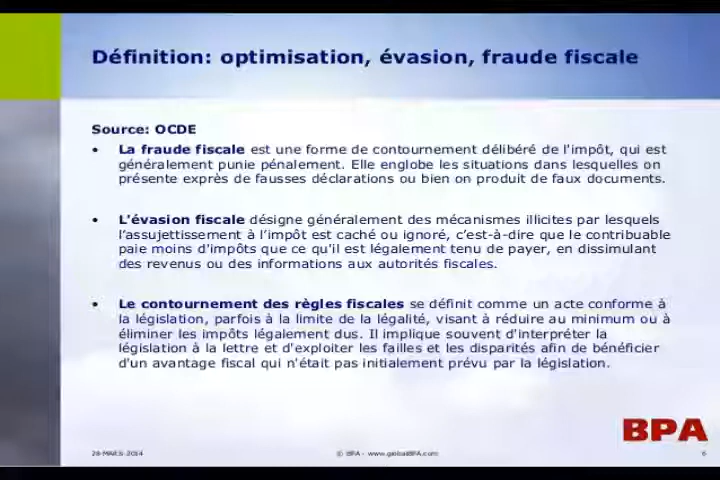 Définition: optimisation, évasion, fraude fiscale
Source: OCDE
• La fraude fiscale est une forme de contournement délibéré de l'impôt, qui est
généralement punie pénalement. Elle englobe les situations dans lesquelles on
présente exprès de fausses déclarations ou bien on produit de faux documents.
• L'évasion fiscale désigne généralement des mécanismes illicites par lesquels
l'assujettissement à l'impôt est caché ou ignoré, c'est-à-dire que le contribuable
paie moins d'impôts que ce qu'il est légalement tenu de payer, en dissimulant
des revenus ou des informations aux autorités fiscales.
• Le contournement des règles fiscales se définit comme un acte conforme à
la législation, parfois à la limite de la légalité, visant à réduire au minimum ou à
éliminer les impôts légalement dus. Il implique souvent d'interpréter la
législation à la lettre et d'exploiter les failles et les disparités afin de bénéficier
d'un avantage fiscal qui n'était pas initialement prévu par la législation.
BPA
28-MARS-2014 © BPA - www.globalBPA.com 6